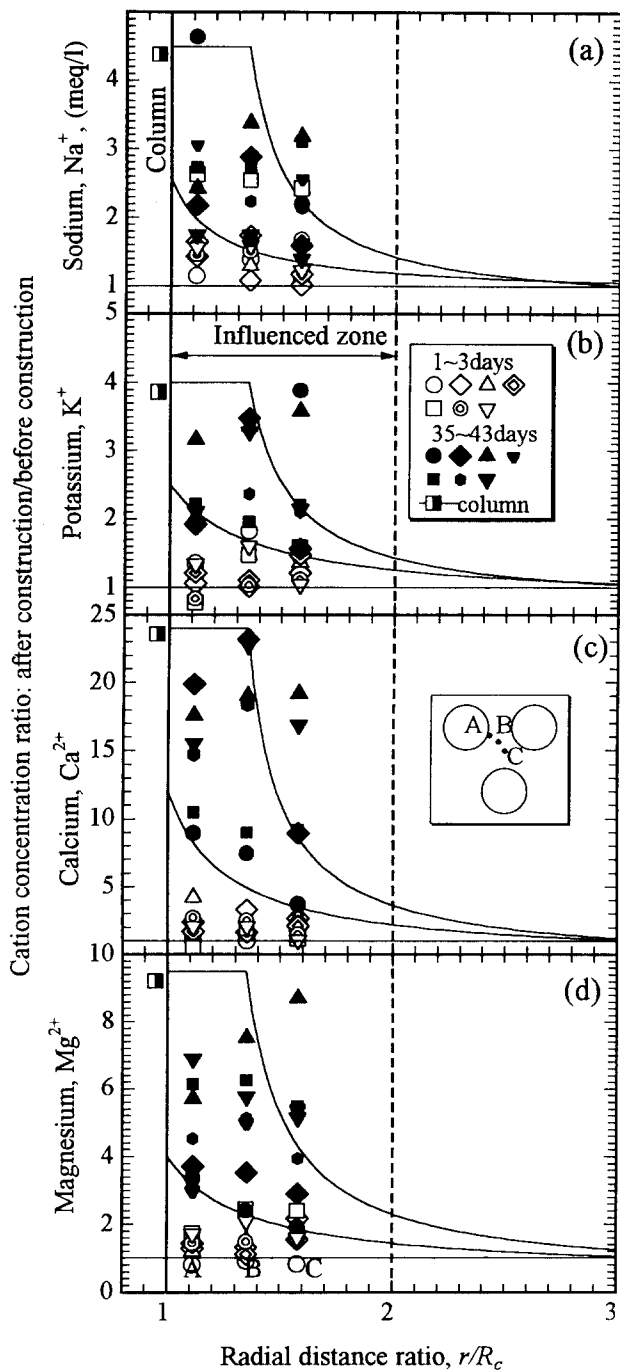 Cation concentration ratio: after construction/before construction
Sodium, Na+, (meq/l)
4
3
2
1
Column
(a)
Potassium, K+
5
4
3
2
1
Influenced zone
(b)
1~3days
35~43days
column
Calcium, Ca2+
25
20
15
10
5
1
(c)
A B
C
Magnesium, Mg2+
10
8
6
4
2
0
(d)
A B C
1 2 3
Radial distance ratio, r/Rc